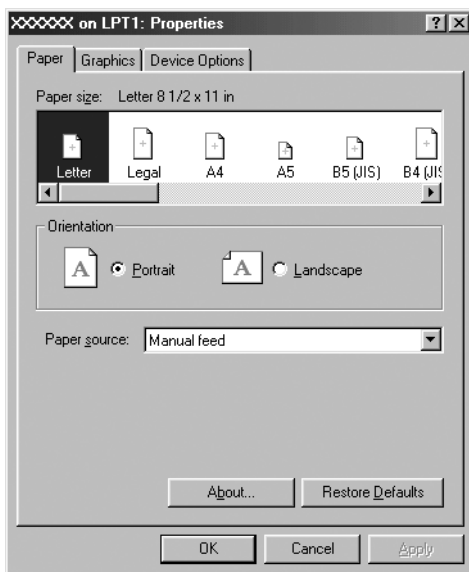 XXXXXXX on LPT1: Properties
? X
Paper Graphics Device Options
Paper size: Letter 8 1/2 x 11 in
Letter Legal A4 A5 B5 (JIS) B4 (JIS
Orientation
A Portrait A Landscape
Paper source: Manual feed
About... Restore Defaults
OK Cancel Apply